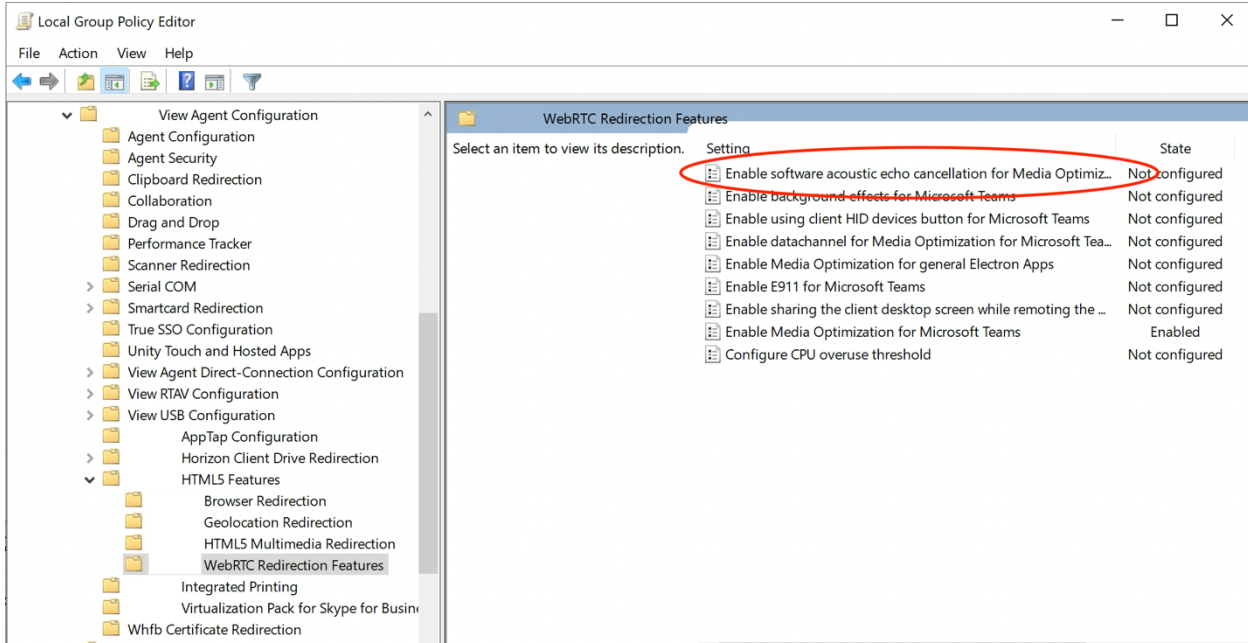 Local Group Policy Editor
File Action View Help
View Agent Configuration
Agent Configuration
Agent Security
Clipboard Redirection
Collaboration
Drag and Drop
Performance Tracker
Scanner Redirection
Serial COM
Smartcard Redirection
True SSO Configuration
Unity Touch and Hosted Apps
View Agent Direct-Connection Configuration
View RTAV Configuration
View USB Configuration
AppTap Configuration
Horizon Client Drive Redirection
HTML5 Features
Browser Redirection
Geolocation Redirection
HTML5 Multimedia Redirection
WebRTC Redirection Features
Integrated Printing
Virtualization Pack for Skype for Busin
Whfb Certificate Redirection
WebRTC Redirection Features
Select an item to view its description.
Setting State
Enable software acoustic echo cancellation for Media Optimiz... Not configured
Enable background effects for Microsoft Teams Not configured
Enable using client HID devices button for Microsoft Teams Not configured
Enable datachannel for Media Optimization for Microsoft Tea... Not configured
Enable Media Optimization for general Electron Apps Not configured
Enable E911 for Microsoft Teams Not configured
Enable sharing the client desktop screen while remoting the ... Not configured
Enable Media Optimization for Microsoft Teams Enabled
Configure CPU overuse threshold Not configured